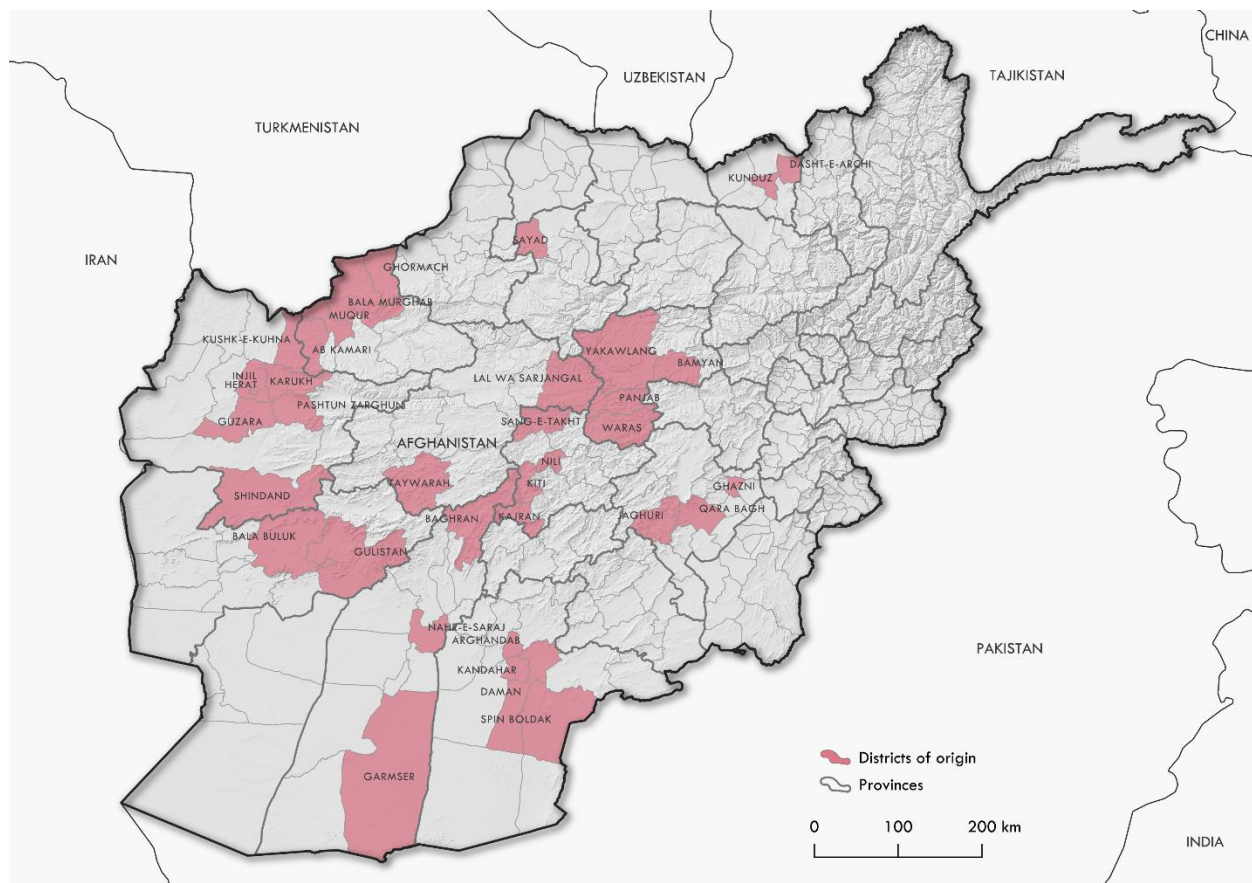 CHINA
UZBEKISTAN
TAJIKISTAN
TURKMENISTAN
DASHT-E-ARCHI
KUNDUZ
SAYAD
IRAN
GHORMACH
BALA MURGHAB
MUQUR
KUSHK-E-KUHNA
AB KAMARI
YAKAWLANG
BAMYAN
INJIL
HERAT
KARUKH
LAL WA SARJANGAL
PANJAB
PASHTUN ZARGHUNI
GUZARA
SANG-E-TAKHT
WARAS
AFGHANISTAN
NILI
SHINDAND
TAYWARAH
KITI
GHAZNI
BAGHRAN
KAJRAN
JAGHURI
QARA BAGH
BALA BULUK
GULISTAN
NAHR-E-SARAJ
ARGHANDAB
PAKISTAN
KANDAHAR
DAMAN
SPIN BOLDAK
GARMSER
Districts of origin
Provinces
0 100 200 km
INDIA